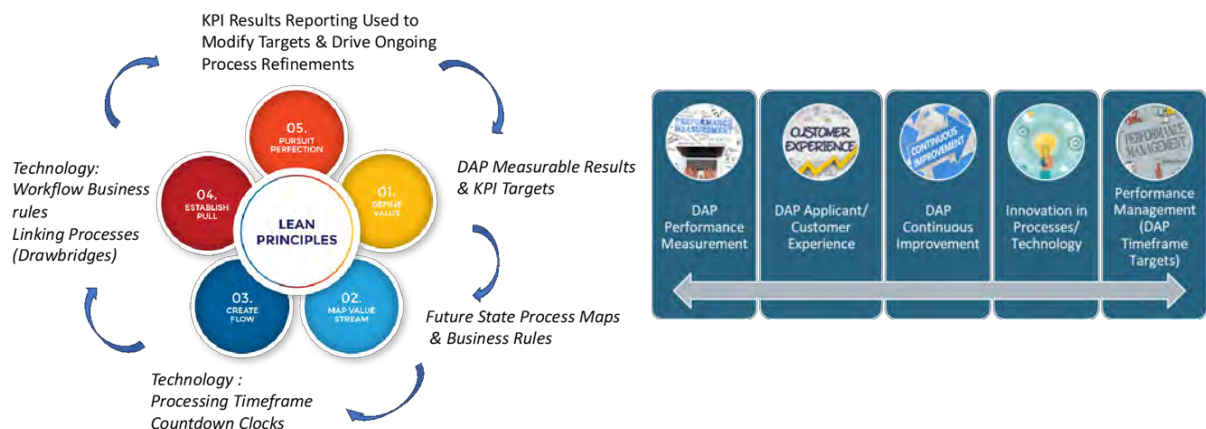 KPI Results Reporting Used to
Modify Targets & Drive Ongoing
Process Refinements
05.
PURSUIT
PERFECTION
Technology:
Workflow Business
rules
Linking Processes
(Drawbridges)
04.
ESTABLISH
PULL
LEAN
PRINCIPLES
01.
DEFINE
VALUE
DAP Measurable Results
& KPI Targets
03.
CREATE
FLOW
02.
MAP VALUE
STREAM
Future State Process Maps
& Business Rules
Technology :
Processing Timeframe
Countdown Clocks
PERFORMANCE
MEASUREMENT
DAP
Performance
Measurement
CUSTOMER
EXPERIENCE
DAP Applicant/
Customer
Experience
CONTINUOUS
IMPROVEMENT
DAP
Continuous
Improvement
Innovation in
Processes/
Technology
PERFORMANCE
MANAGEMENT
Performance
Management
(DAP
Timeframe
Targets)